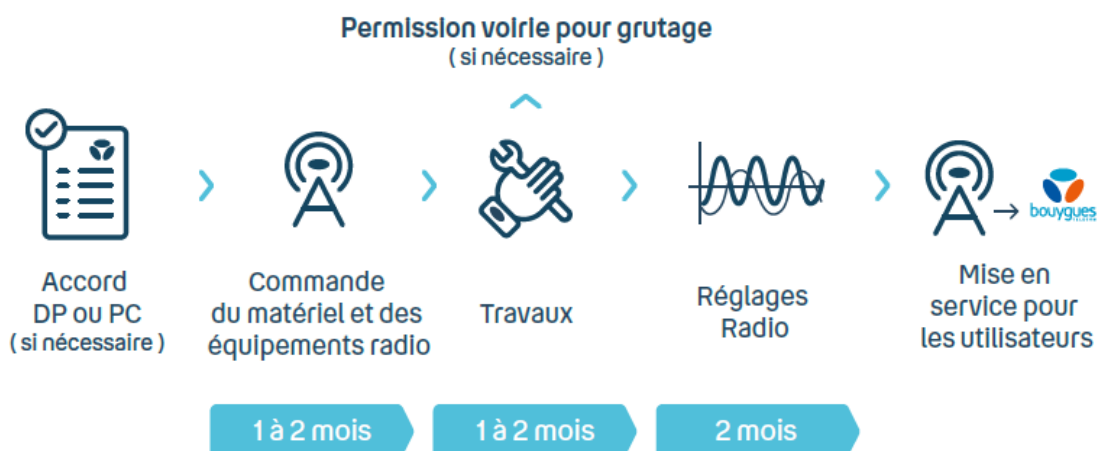 Permission voirie pour grutage
( si nécessaire )
Accord
DP ou PC
( si nécessaire )
Commande
du matériel et des
équipements radio
Travaux
Réglages
Radio
bouygues
TELECOM
Mise en
service pour
les utilisateurs
1 à 2 mois
1 à 2 mois
2 mois